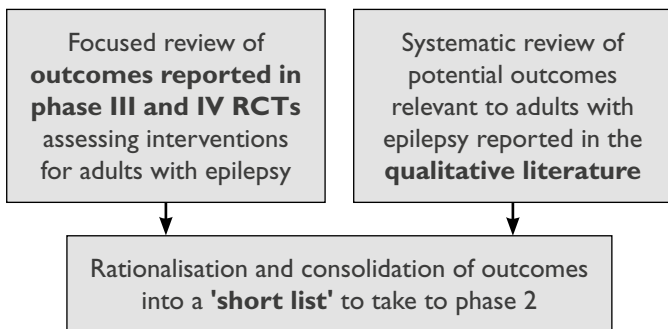 Focused review of
outcomes reported in
phase III and IV RCTs
assessing interventions
for adults with epilepsy
Systematic review of
potential outcomes
relevant to adults with
epilepsy reported in the
qualitative literature
Rationalisation and consolidation of outcomes
into a 'short list' to take to phase 2